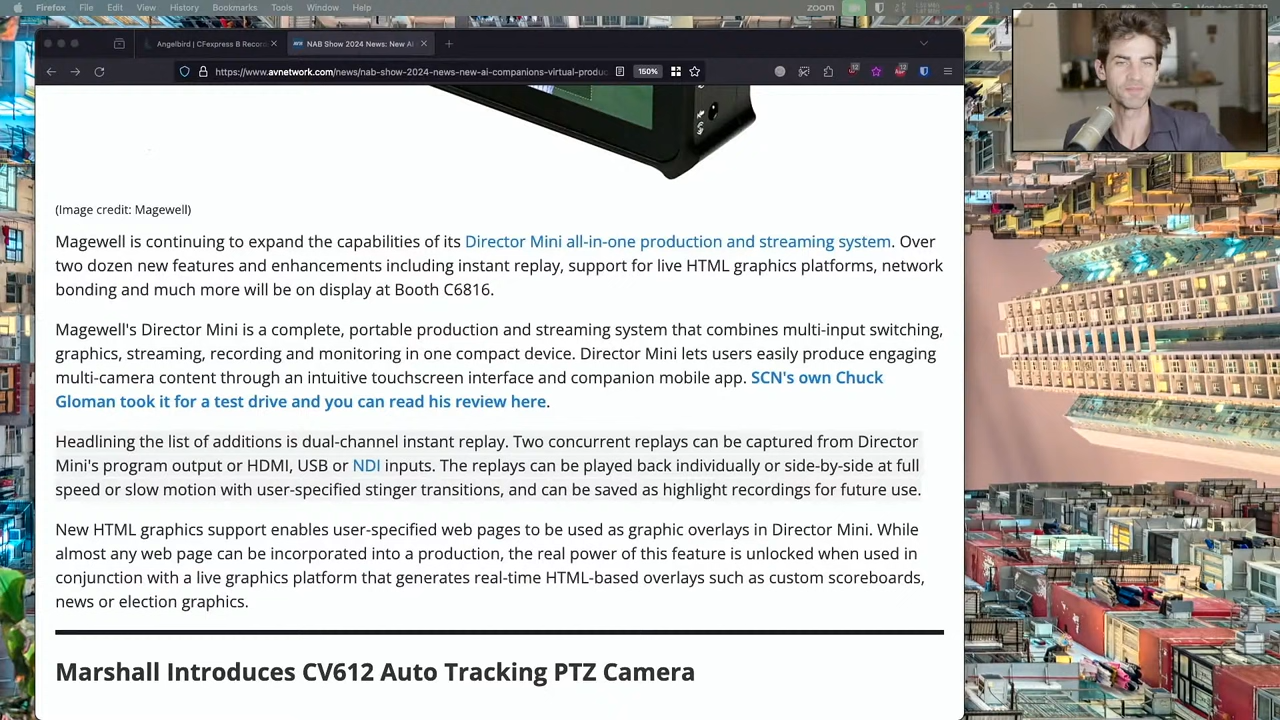 Firefox File Edit View History Bookmarks Tools Window Help
zoom
Angelbird | CFexpress B Record
NAB Show 2024 News: New AI
https://www.avnetwork.com/news/nab-show-2024-news-new-ai-companions-virtual-produc
150%
(Image credit: Magewell)
Magewell is continuing to expand the capabilities of its Director Mini all-in-one production and streaming system. Over
two dozen new features and enhancements including instant replay, support for live HTML graphics platforms, network
bonding and much more will be on display at Booth C6816.
Magewell's Director Mini is a complete, portable production and streaming system that combines multi-input switching,
graphics, streaming, recording and monitoring in one compact device. Director Mini lets users easily produce engaging
multi-camera content through an intuitive touchscreen interface and companion mobile app. SCN's own Chuck
Gloman took it for a test drive and you can read his review here.
Headlining the list of additions is dual-channel instant replay. Two concurrent replays can be captured from Director
Mini's program output or HDMI, USB or NDI inputs. The replays can be played back individually or side-by-side at full
speed or slow motion with user-specified stinger transitions, and can be saved as highlight recordings for future use.
New HTML graphics support enables user-specified web pages to be used as graphic overlays in Director Mini. While
almost any web page can be incorporated into a production, the real power of this feature is unlocked when used in
conjunction with a live graphics platform that generates real-time HTML-based overlays such as custom scoreboards,
news or election graphics.
Marshall Introduces CV612 Auto Tracking PTZ Camera